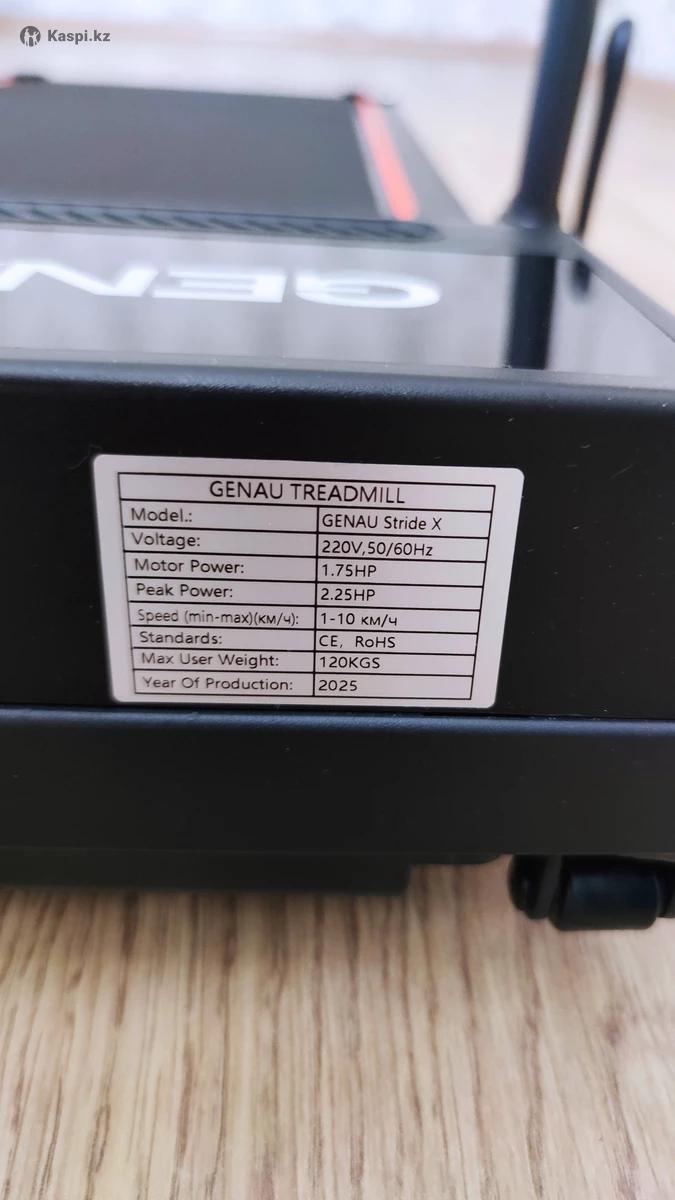 Kaspi.kz
GEN
GENAU TREADMILL
Model.: GENAU Stride X
Voltage: 220V,50/60Hz
Motor Power: 1.75HP
Peak Power: 2.25HP
Speed (min-max)(км/ч): 1-10 км/ч
Standards: CE, RoHS
Max User Weight: 120KGS
Year Of Production: 2025